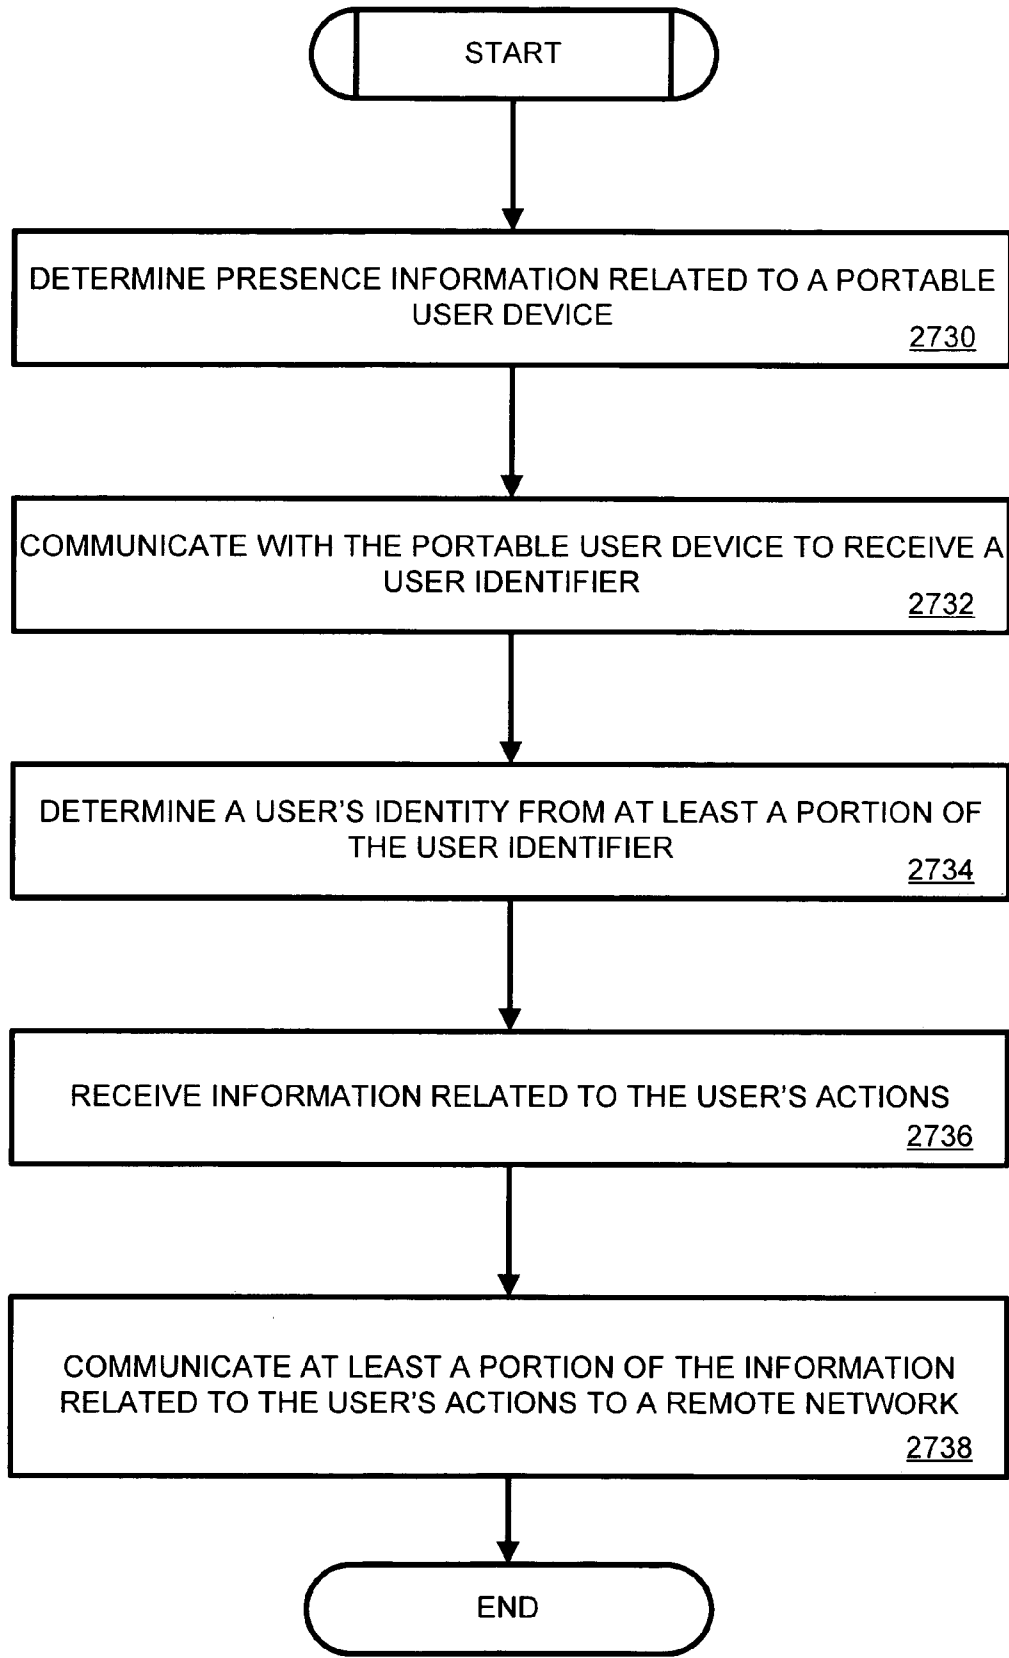 START
DETERMINE PRESENCE INFORMATION RELATED TO A PORTABLE
USER DEVICE
2730
COMMUNICATE WITH THE PORTABLE USER DEVICE TO RECEIVE A
USER IDENTIFIER
2732
DETERMINE A USER'S IDENTITY FROM AT LEAST A PORTION OF
THE USER IDENTIFIER
2734
RECEIVE INFORMATION RELATED TO THE USER'S ACTIONS
2736
COMMUNICATE AT LEAST A PORTION OF THE INFORMATION
RELATED TO THE USER'S ACTIONS TO A REMOTE NETWORK
2738
END